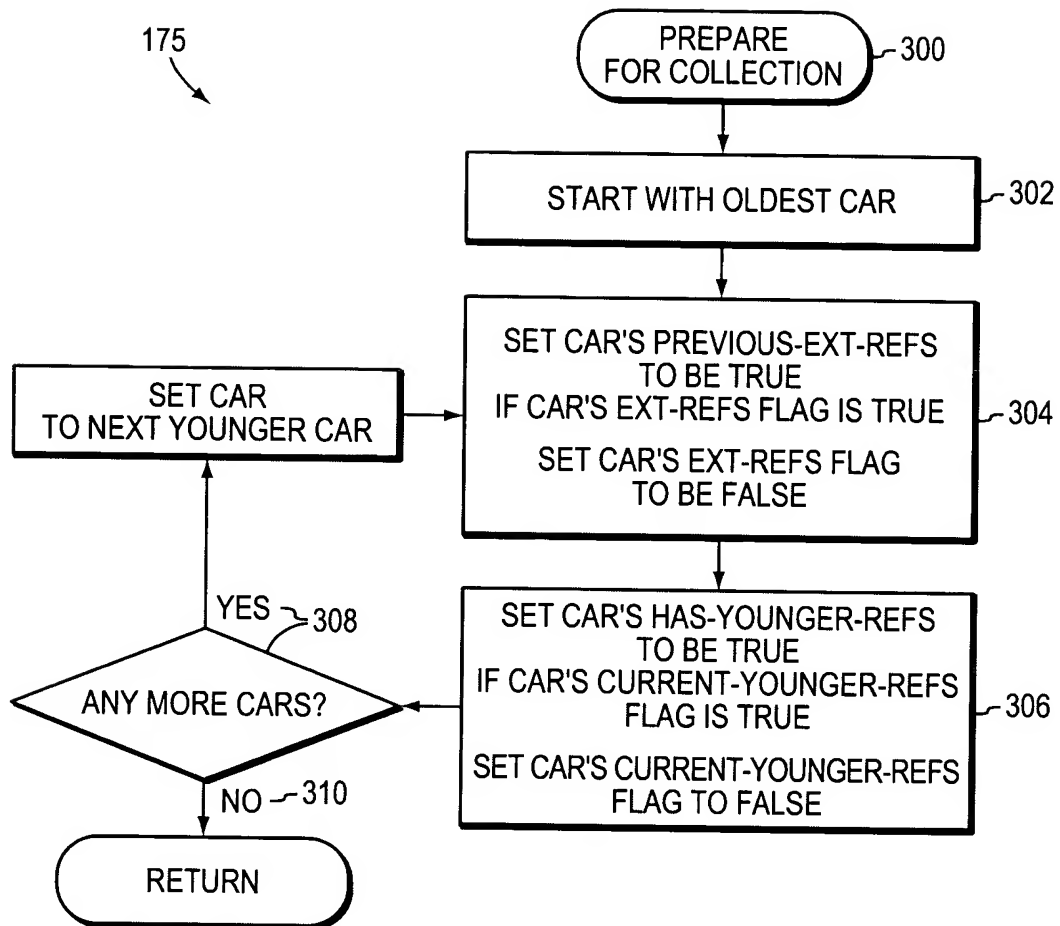 175
PREPARE
FOR COLLECTION
300
START WITH OLDEST CAR
302
SET CAR'S PREVIOUS-EXT-REFS
TO BE TRUE
IF CAR'S EXT-REFS FLAG IS TRUE
SET CAR'S EXT-REFS FLAG
TO BE FALSE
304
SET CAR
TO NEXT YOUNGER CAR
SET CAR'S HAS-YOUNGER-REFS
TO BE TRUE
IF CAR'S CURRENT-YOUNGER-REFS
FLAG IS TRUE
SET CAR'S CURRENT-YOUNGER-REFS
FLAG TO FALSE
306
YES
308
ANY MORE CARS?
NO
310
RETURN